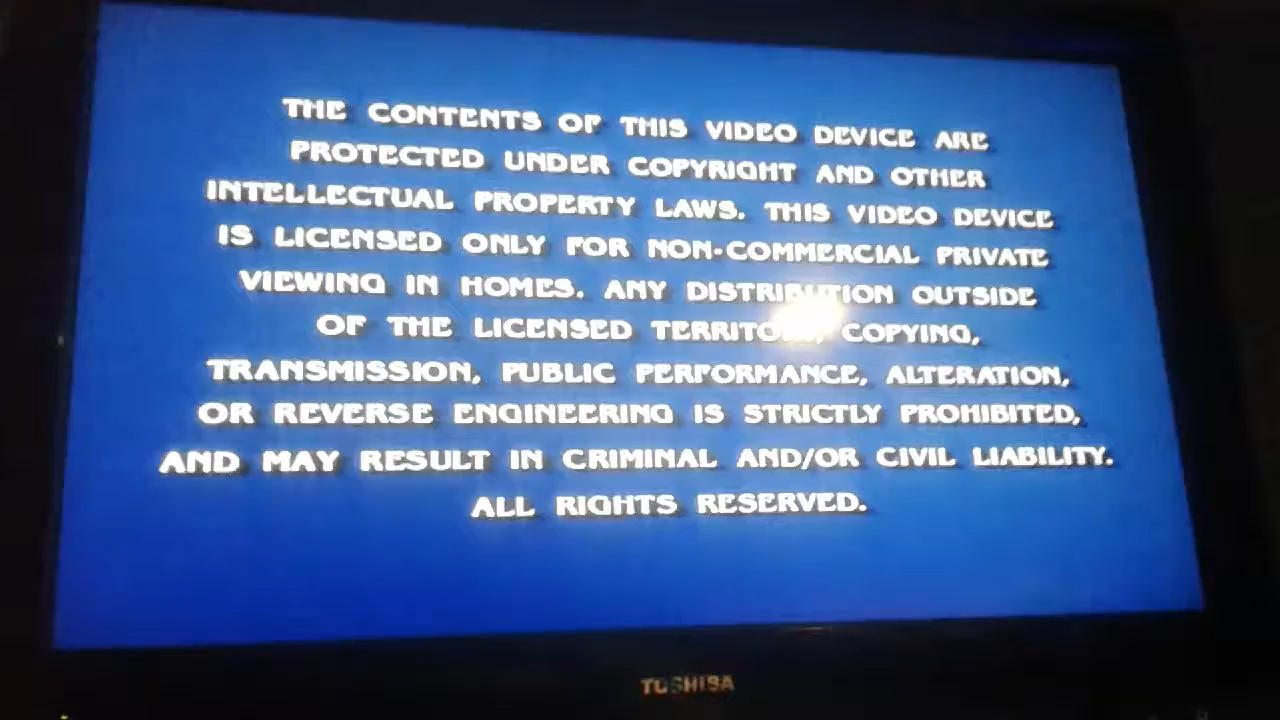 THE CONTENTS OF THIS VIDEO DEVICE ARE
PROTECTED UNDER COPYRIGHT AND OTHER
INTELLECTUAL PROPERTY LAWS. THIS VIDEO DEVICE
IS LICENSED ONLY FOR NON-COMMERCIAL PRIVATE
VIEWING IN HOMES. ANY DISTRIBUTION OUTSIDE
OF THE LICENSED TERRITORY, COPYING,
TRANSMISSION, PUBLIC PERFORMANCE, ALTERATION,
OR REVERSE ENGINEERING IS STRICTLY PROHIBITED,
AND MAY RESULT IN CRIMINAL AND/OR CIVIL LIABILITY.
ALL RIGHTS RESERVED.
TOSHIBA